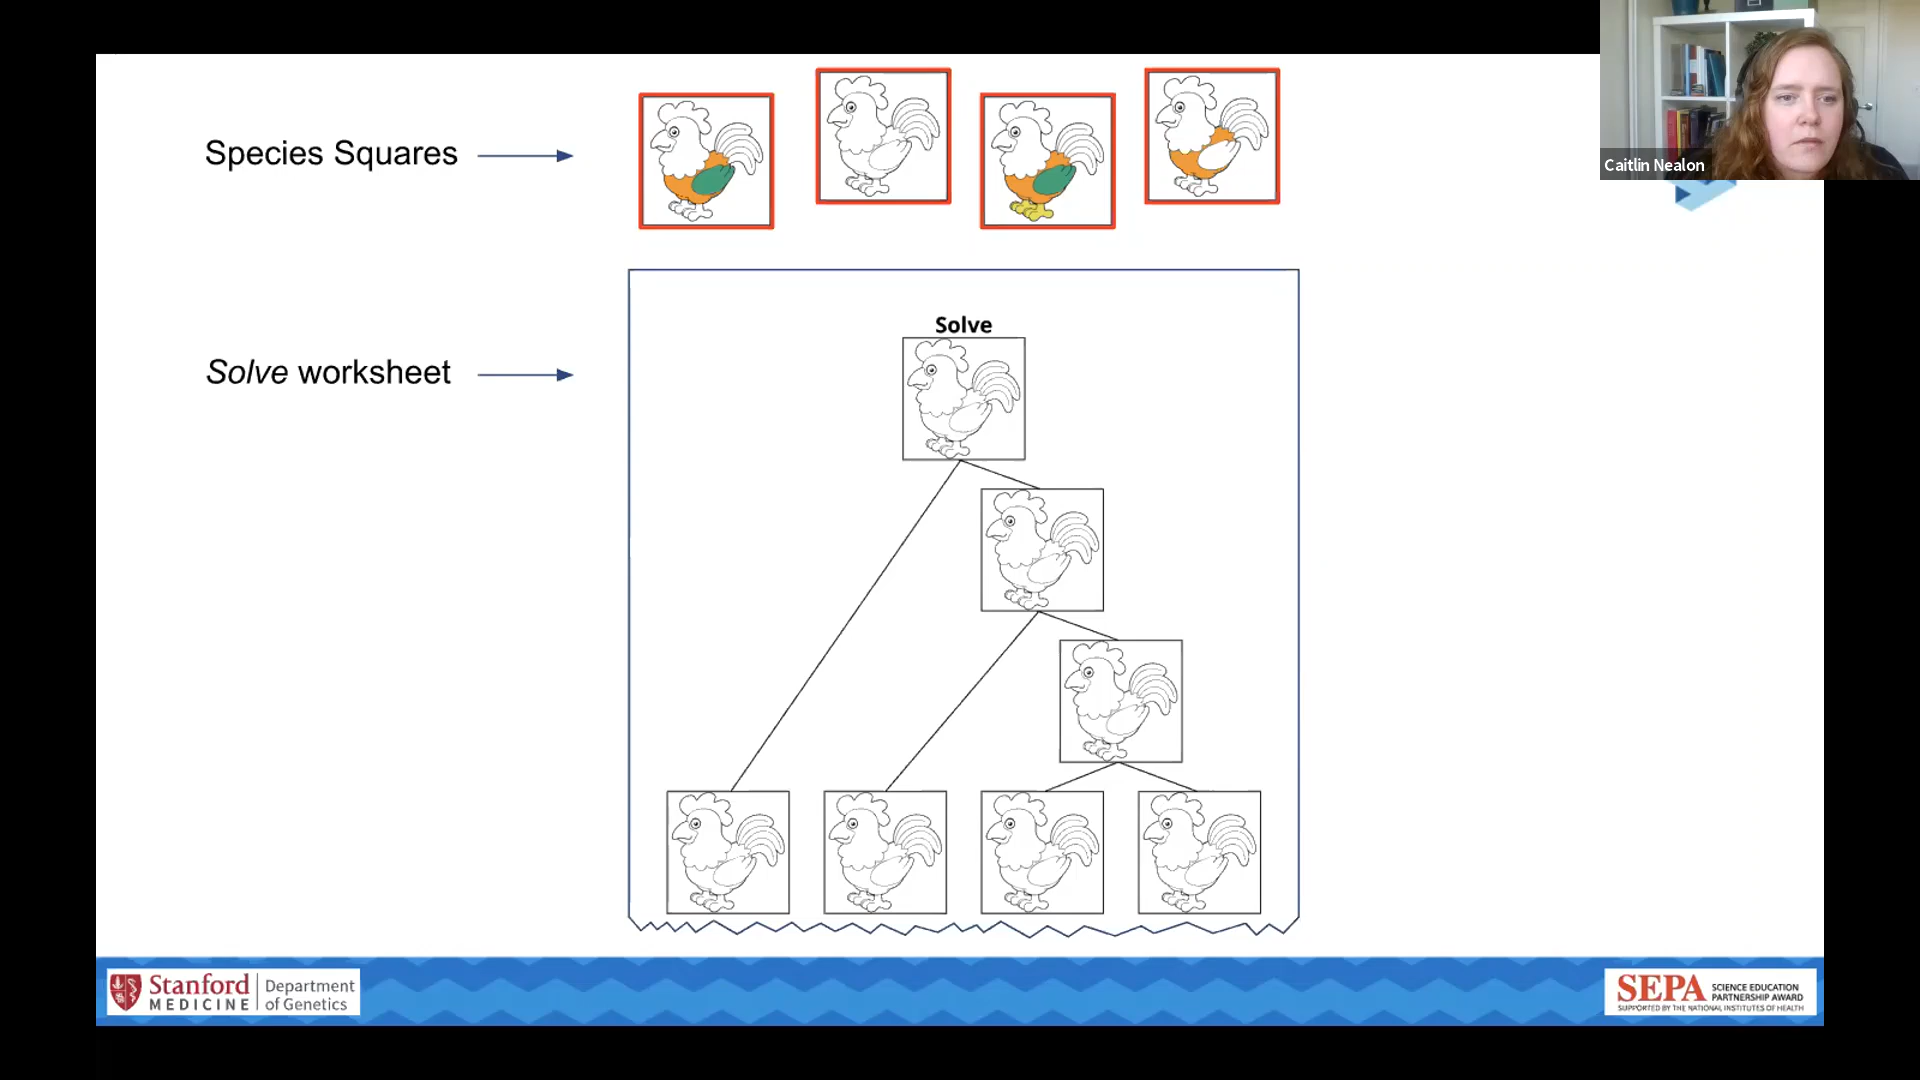 Caitlin Nealon
Species Squares
Solve
Solve worksheet
Stanford
MEDICINE
Department
of Genetics
SEPA
SCIENCE EDUCATION
PARTNERSHIP AWARD
SUPPORTED BY THE NATIONAL INSTITUTES OF HEALTH